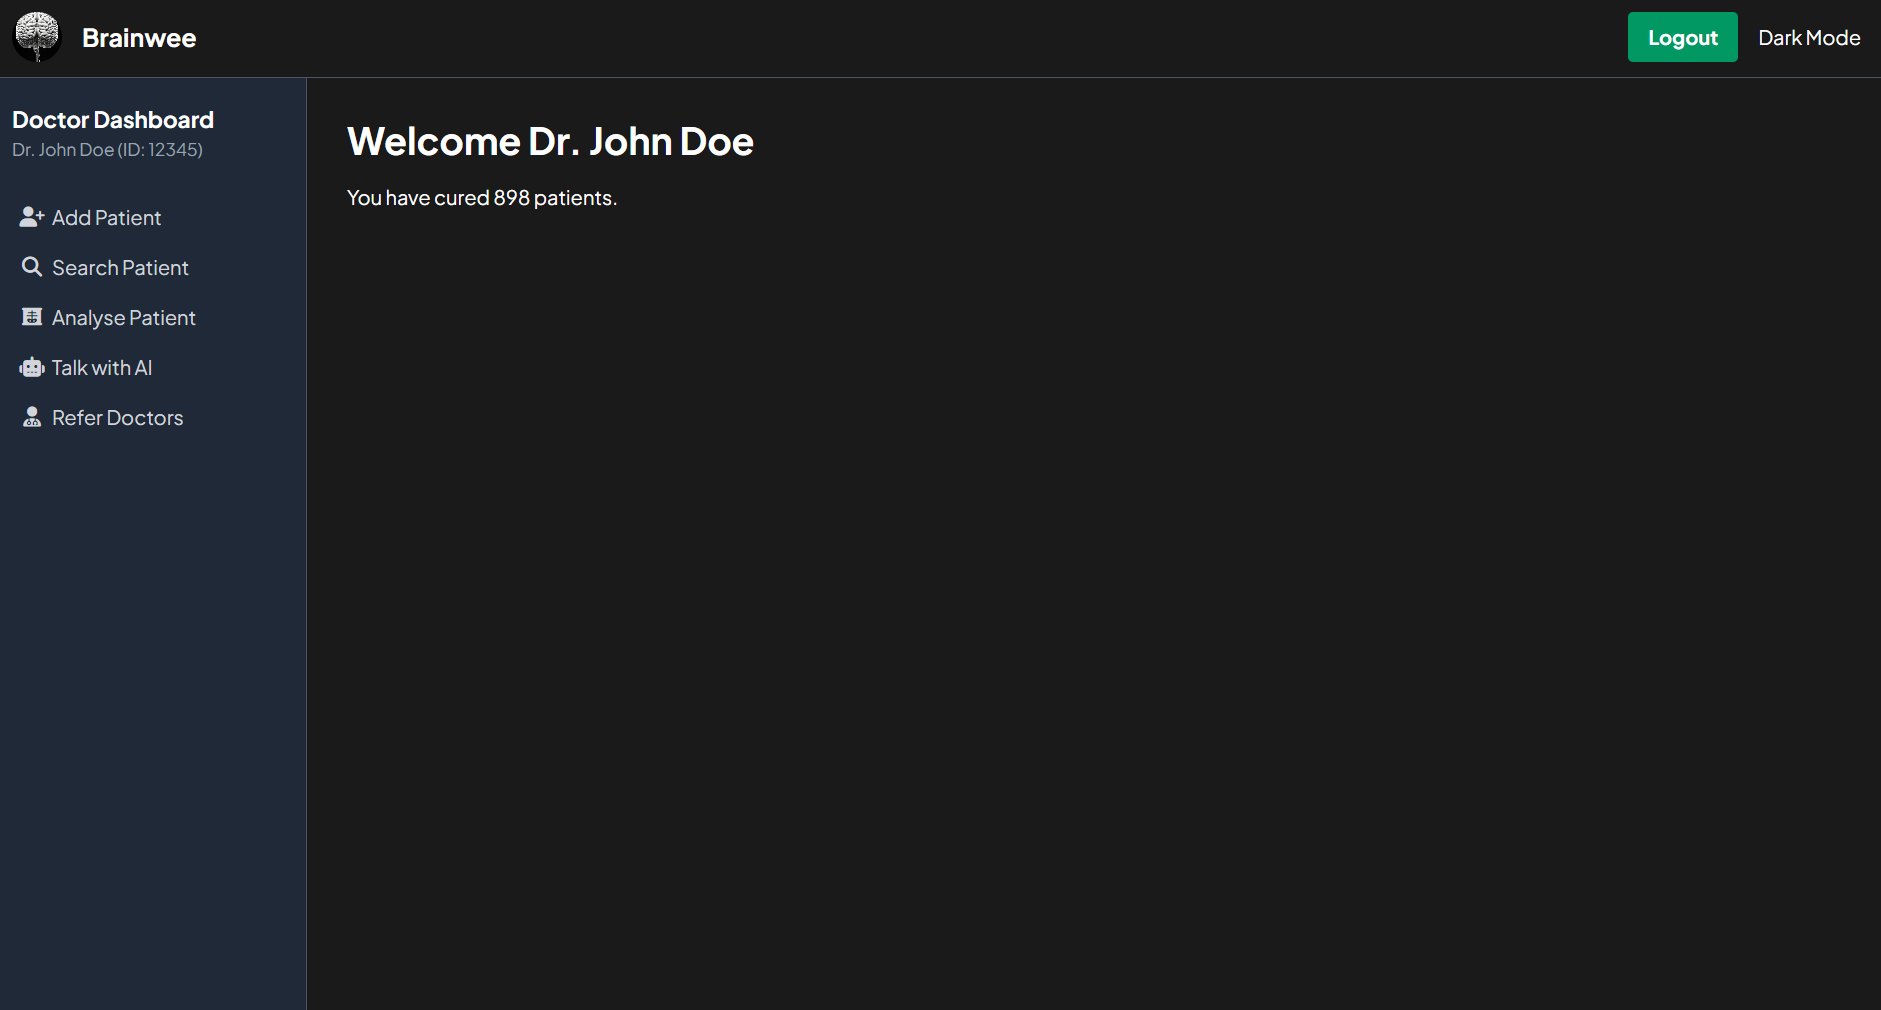 Brainwee
Logout
Dark Mode
Doctor Dashboard
Dr. John Doe (ID: 12345)
Add Patient
Search Patient
Analyse Patient
Talk with AI
Refer Doctors
Welcome Dr. John Doe
You have cured 898 patients.